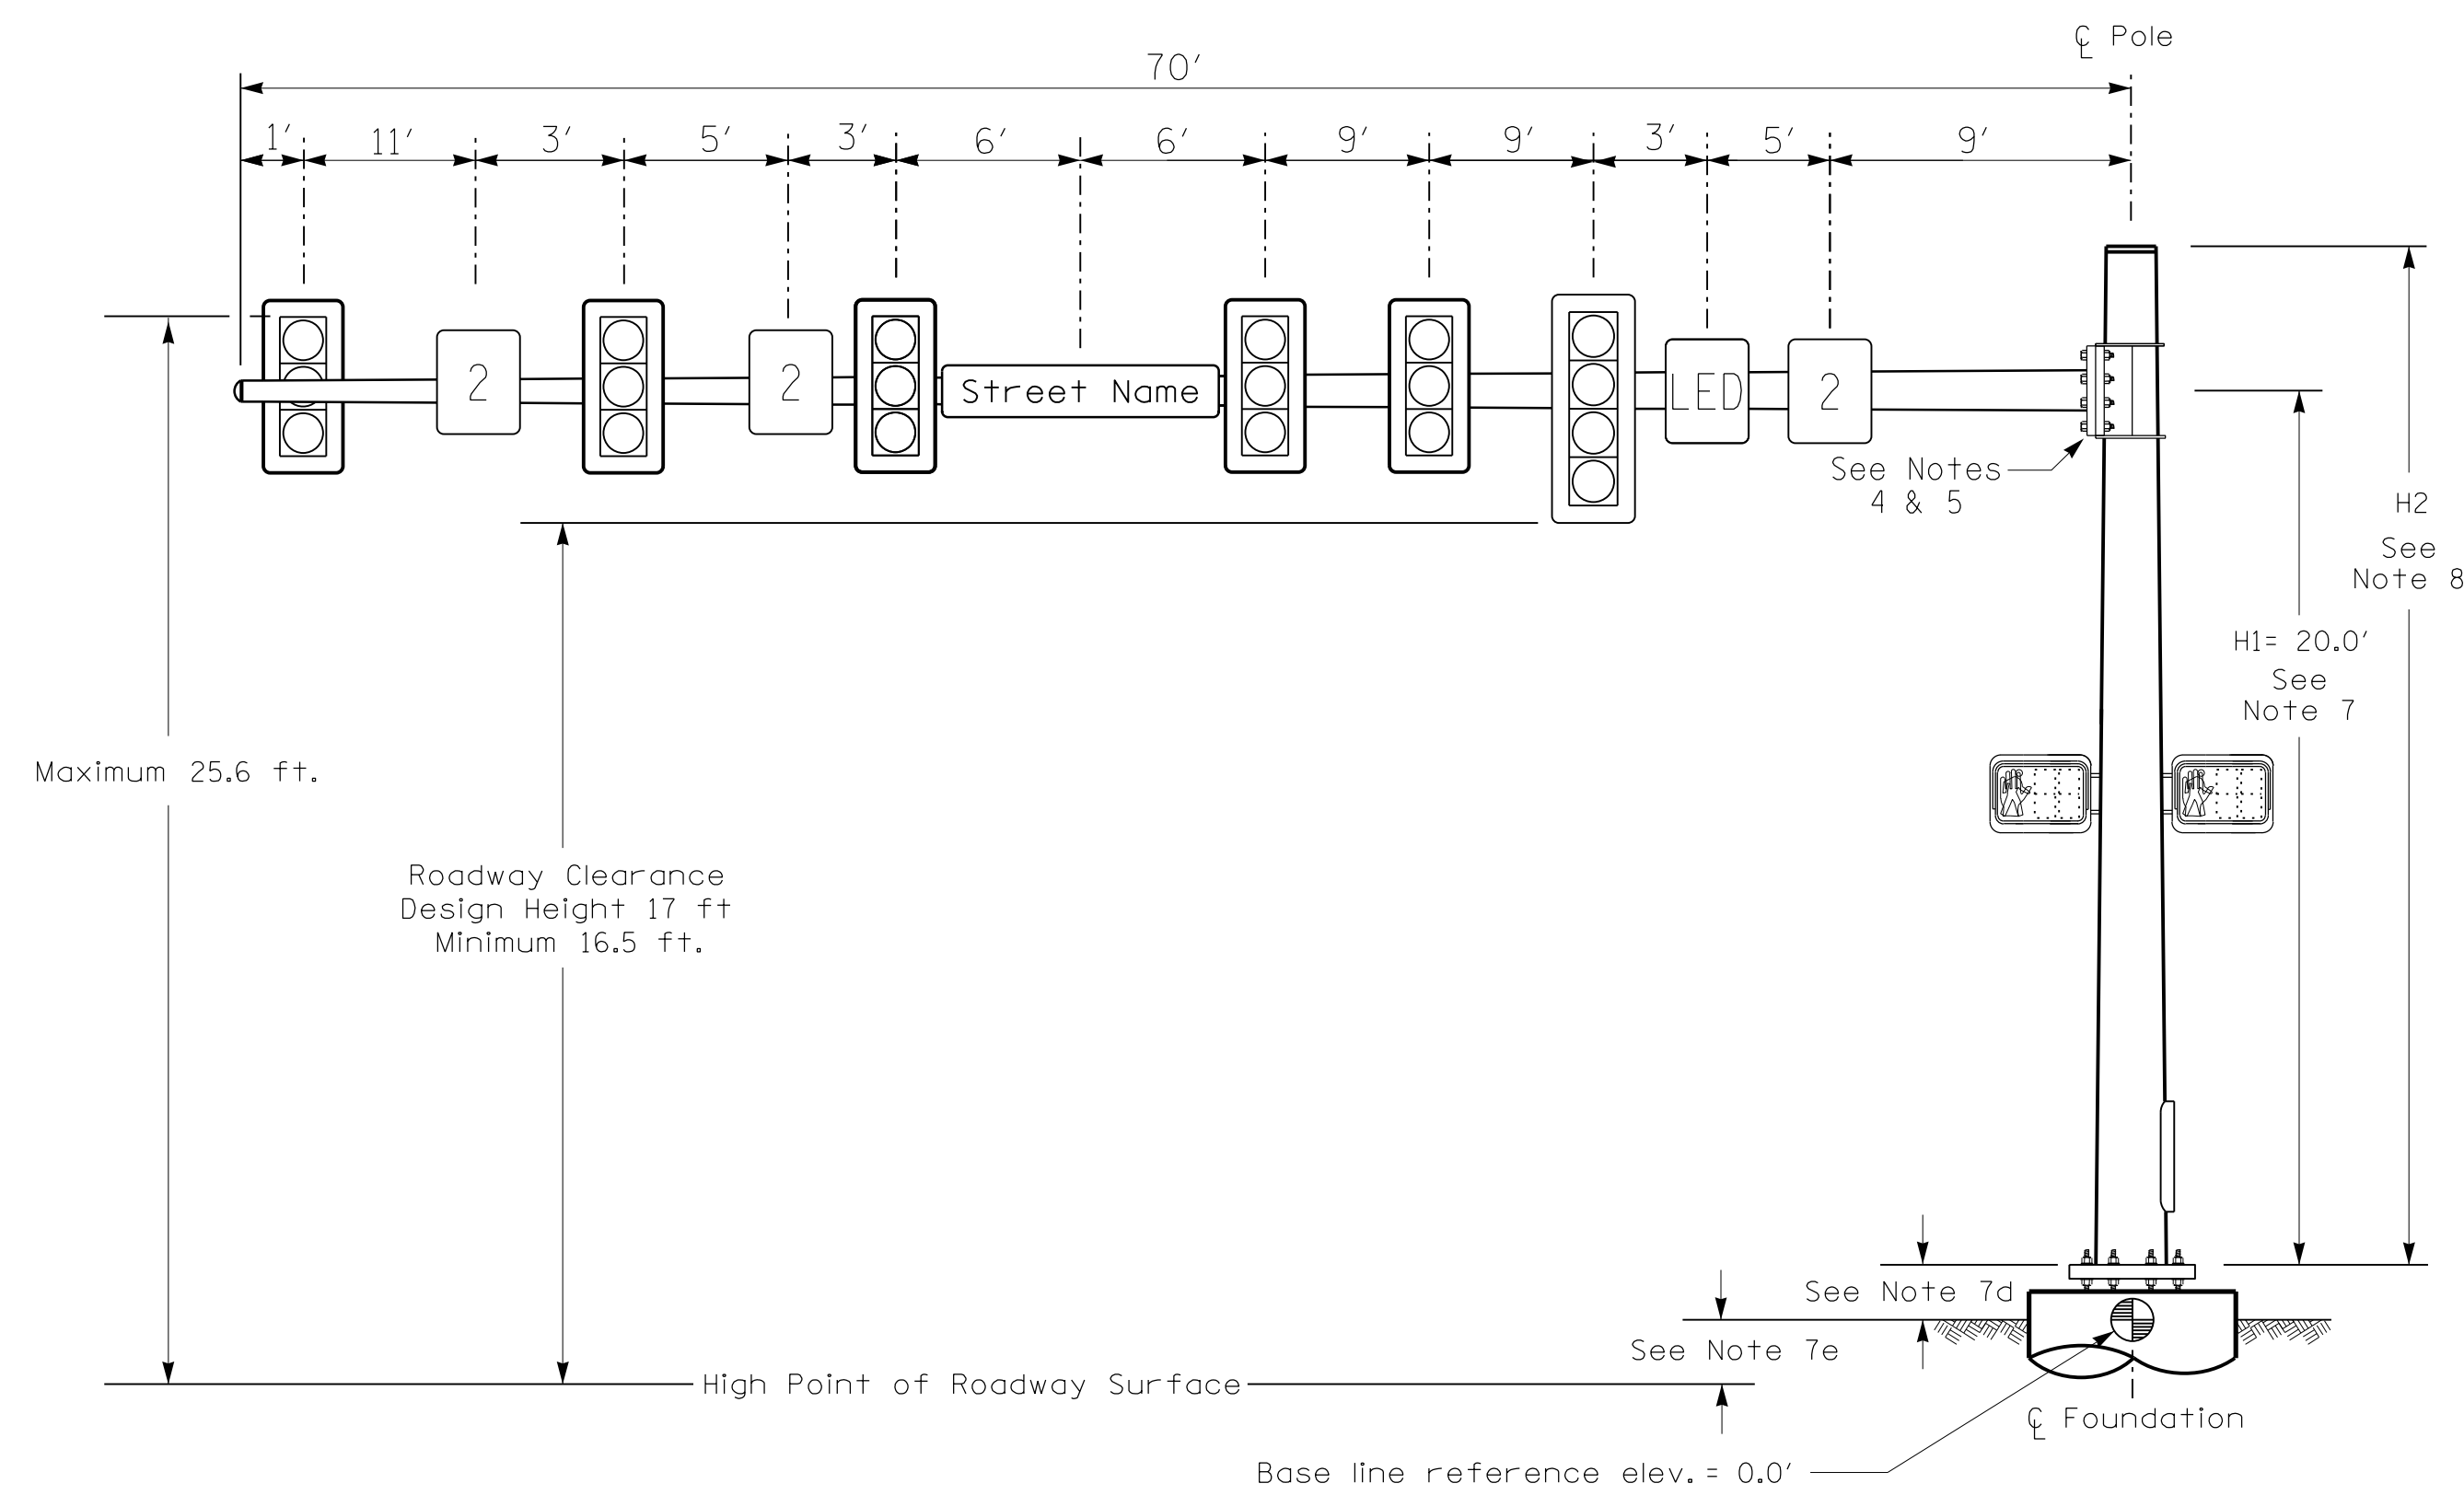 ℄ Pole
70'
1' 11' 3' 5' 3' 6' 6' 9' 9' 3' 5' 9'
2
2
Street Name
LED
2
See Notes
4 & 5
H2
See
Note 8
H1= 20.0'
See
Note 7
Maximum 25.6 ft.
Roadway Clearance
Design Height 17 ft
Minimum 16.5 ft.
See Note 7d
See Note 7e
High Point of Roadway Surface
℄ Foundation
Base line reference elev. = 0.0'